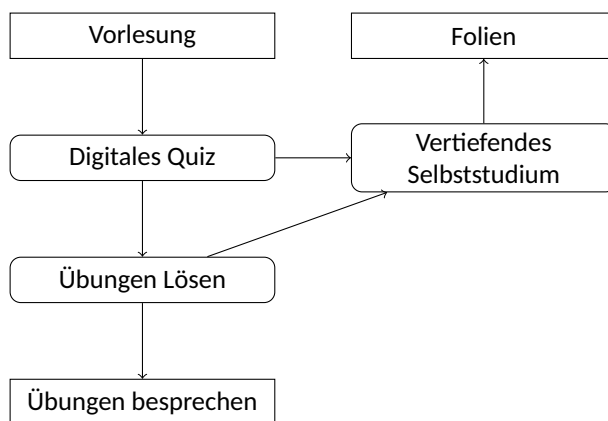 Vorlesung
Folien
Digitales Quiz
Vertiefendes
Selbststudium
Übungen Lösen
Übungen besprechen